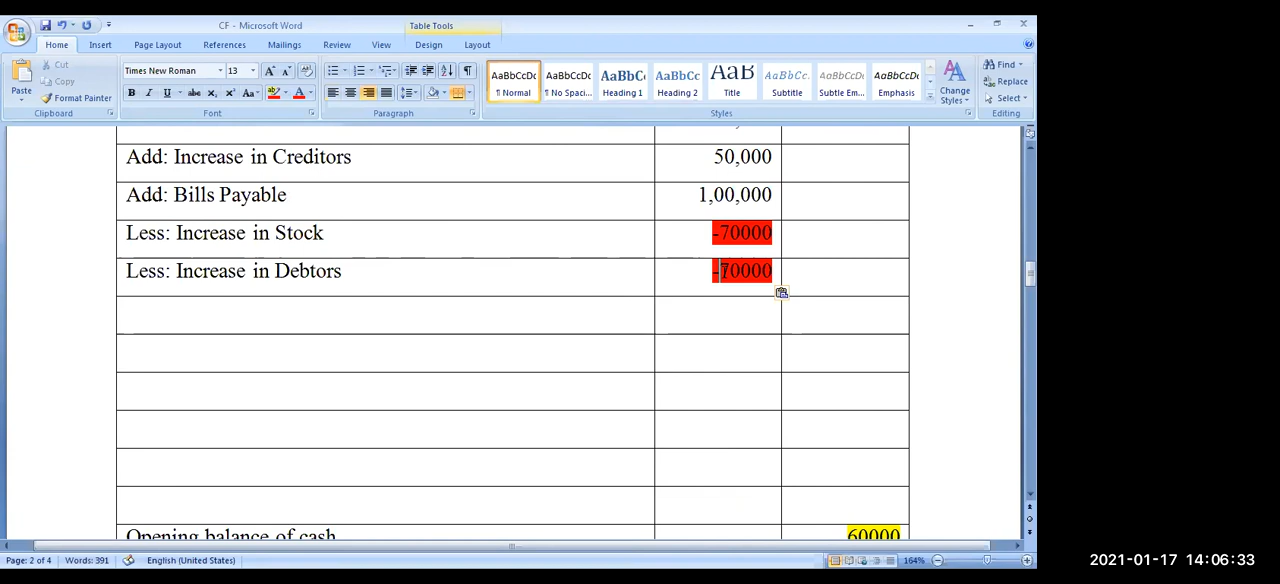 CF - Microsoft Word
Table Tools
Home Insert Page Layout References Mailings Review View Design Layout
Cut
Copy
Format Painter
Paste
Clipboard
Times New Roman 13
Font
Paragraph
AaBbCcDc AaBbCcDc AaBbC AaBbCc AaB AaBbCc. AaBbCcDc AaBbCcDc
¶ Normal ¶ No Spaci... Heading 1 Heading 2 Title Subtitle Subtle Em... Emphasis
Change Styles
Styles
Find
Replace
Select
Editing
Add: Increase in Creditors 50,000
Add: Bills Payable 1,00,000
Less: Increase in Stock -70000
Less: Increase in Debtors -70000
Opening balance of cash 60000
Page: 2 of 4 Words: 391 English (United States) 164%
2021-01-17 14:06:33